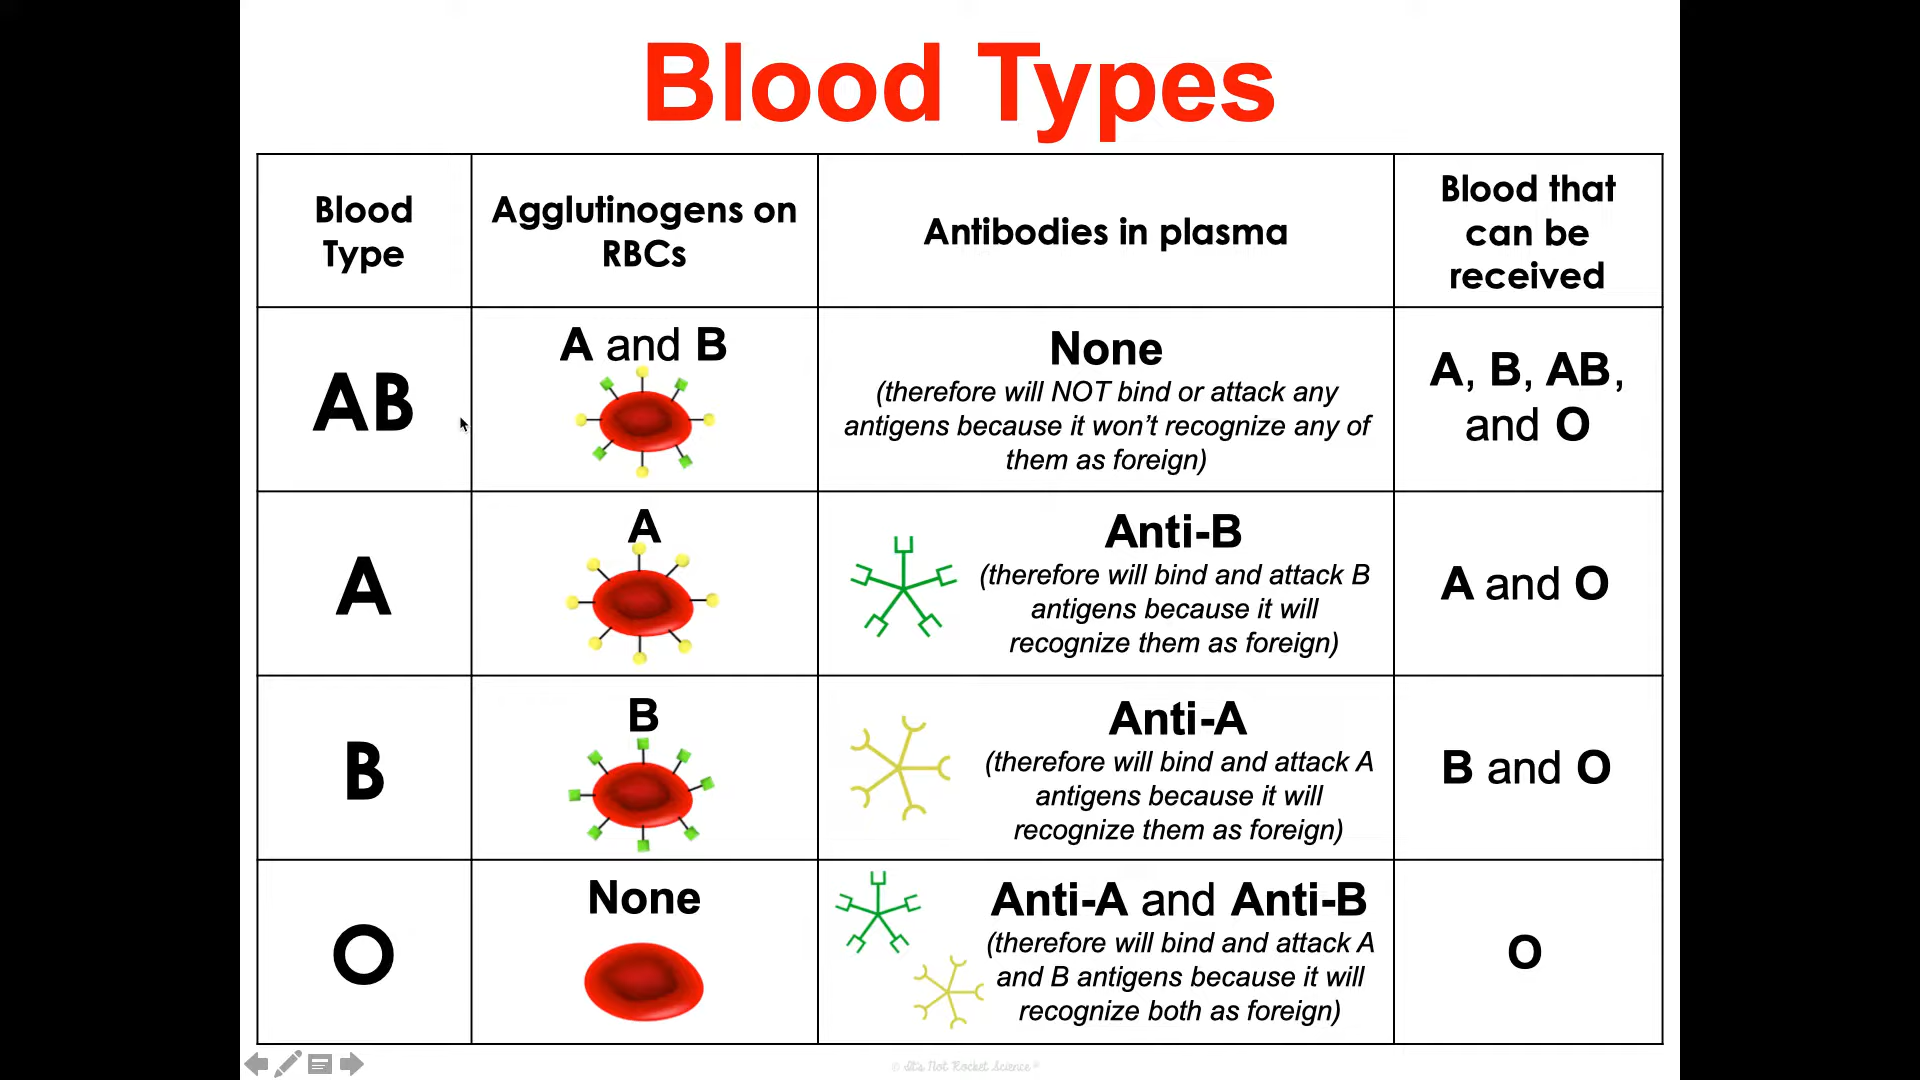 Blood Types
Blood
Type
Agglutinogens on
RBCs
Antibodies in plasma
Blood that
can be
received
AB
A and B
None
(therefore will NOT bind or attack any
antigens because it won't recognize any of
them as foreign)
A, B, AB,
and O
A
A
Anti-B
(therefore will bind and attack B
antigens because it will
recognize them as foreign)
A and O
B
B
Anti-A
(therefore will bind and attack A
antigens because it will
recognize them as foreign)
B and O
O
None
Anti-A and Anti-B
(therefore will bind and attack A
and B antigens because it will
recognize both as foreign)
O
© It's Not Rocket Science®